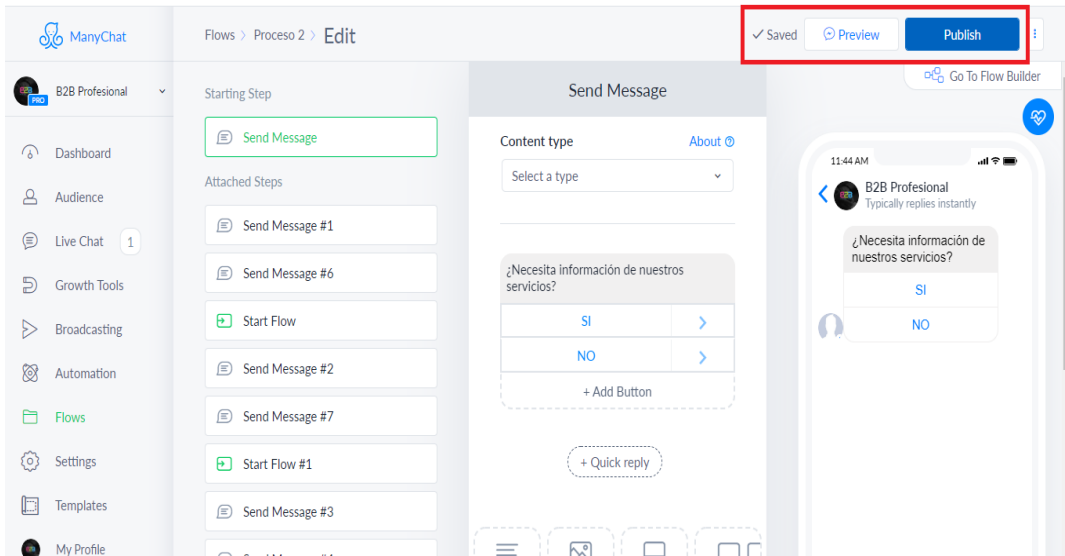 ManyChat
Flows > Proceso 2 > Edit
Saved
Preview
Publish
Go To Flow Builder
PRO
B2B Profesional
Dashboard
Audience
Live Chat 1
Growth Tools
Broadcasting
Automation
Flows
Settings
Templates
My Profile
Starting Step
Send Message
Attached Steps
Send Message #1
Send Message #6
Start Flow
Send Message #2
Send Message #7
Start Flow #1
Send Message #3
Send Message
Content type
About
Select a type
¿Necesita información de nuestros
servicios?
SI
NO
+ Add Button
+ Quick reply
11:44 AM
B2B Profesional
Typically replies instantly
¿Necesita información de
nuestros servicios?
SI
NO